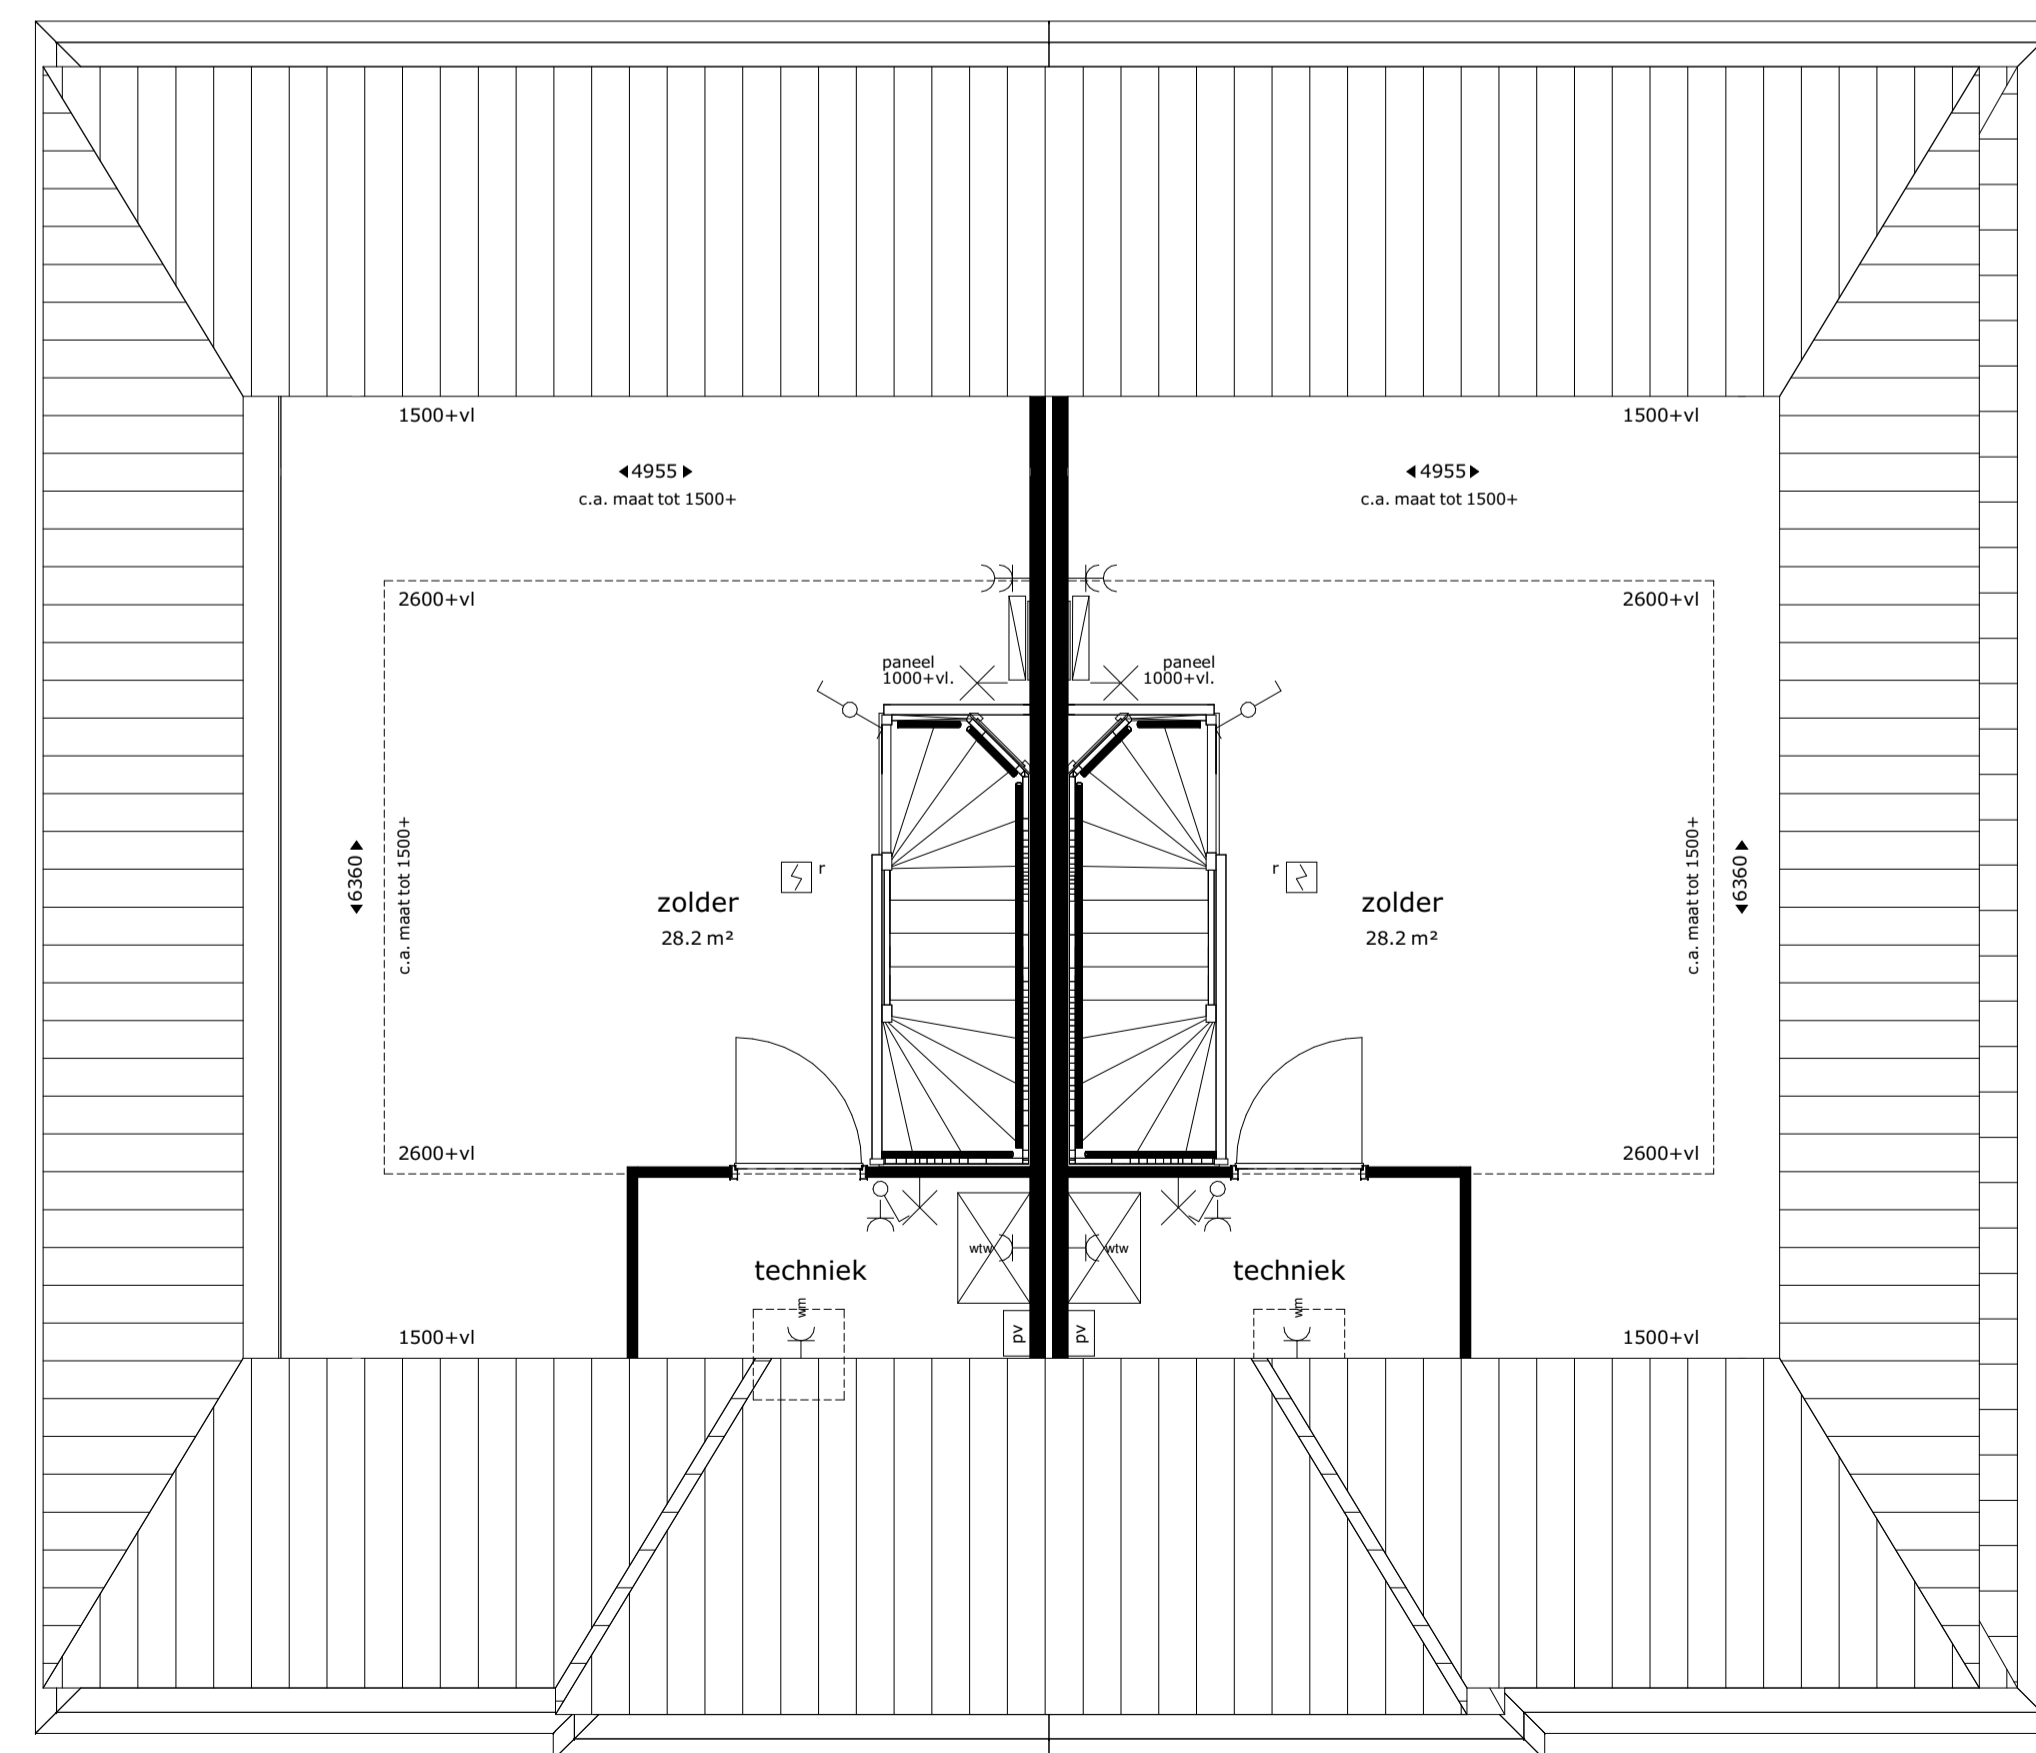 1500+vl 1500+vl
◀4955▶ ◀4955▶
c.a. maat tot 1500+ c.a. maat tot 1500+
2600+vl 2600+vl
paneel paneel
1000+vl. 1000+vl.
◀6360▶ c.a. maat tot 1500+ r r c.a. maat tot 1500+ ◀6360▶
zolder zolder
28.2 m² 28.2 m²
2600+vl 2600+vl
wtw wtw
techniek techniek
wm wm
1500+vl pv pv 1500+vl